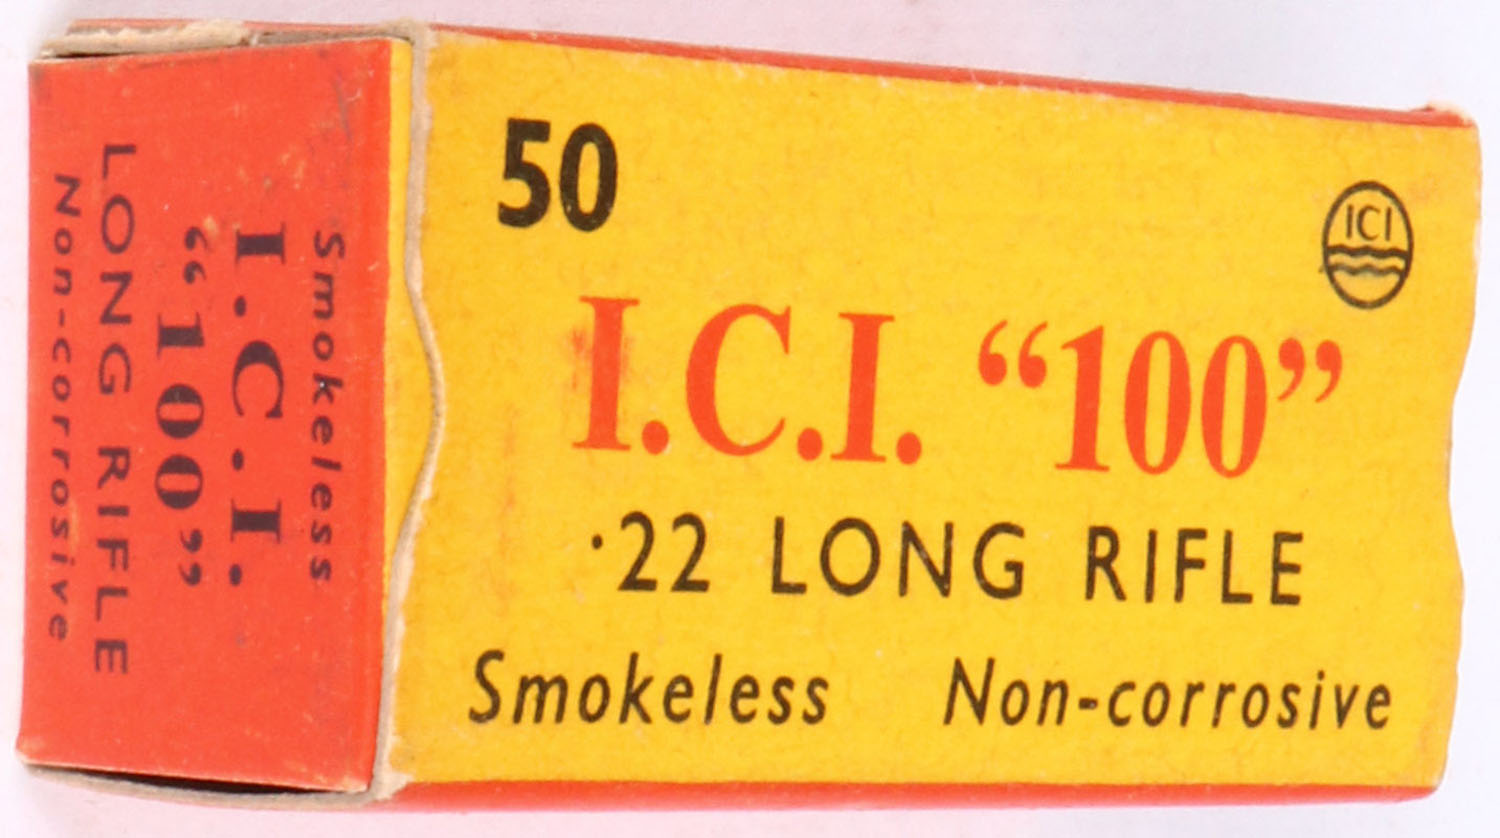 50
ICI
I.C.I. “100”
·22 LONG RIFLE
Smokeless Non-corrosive
Smokeless
I.C.I.
“100”
LONG RIFLE
Non-corrosive